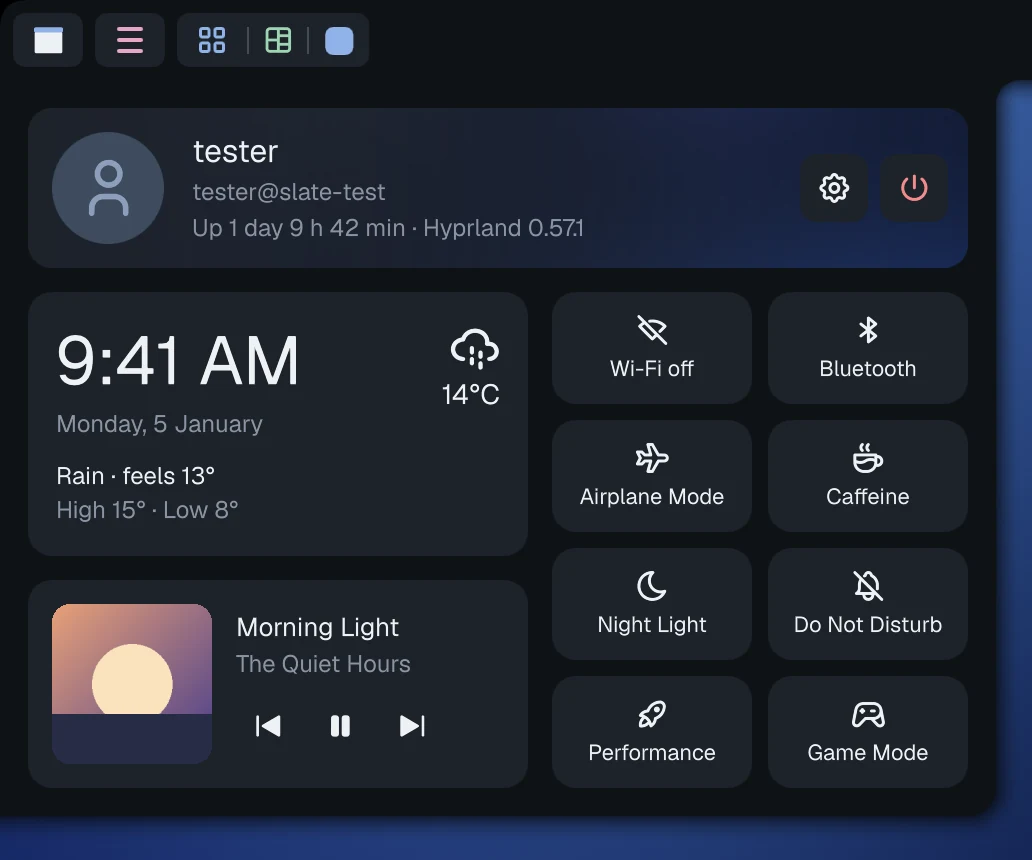 tester
tester@slate-test
Up 1 day 9 h 42 min · Hyprland 0.57.1
9:41 AM
14°C
Monday, 5 January
Rain · feels 13°
High 15° · Low 8°
Wi-Fi off
Bluetooth
Airplane Mode
Caffeine
Night Light
Do Not Disturb
Performance
Game Mode
Morning Light
The Quiet Hours